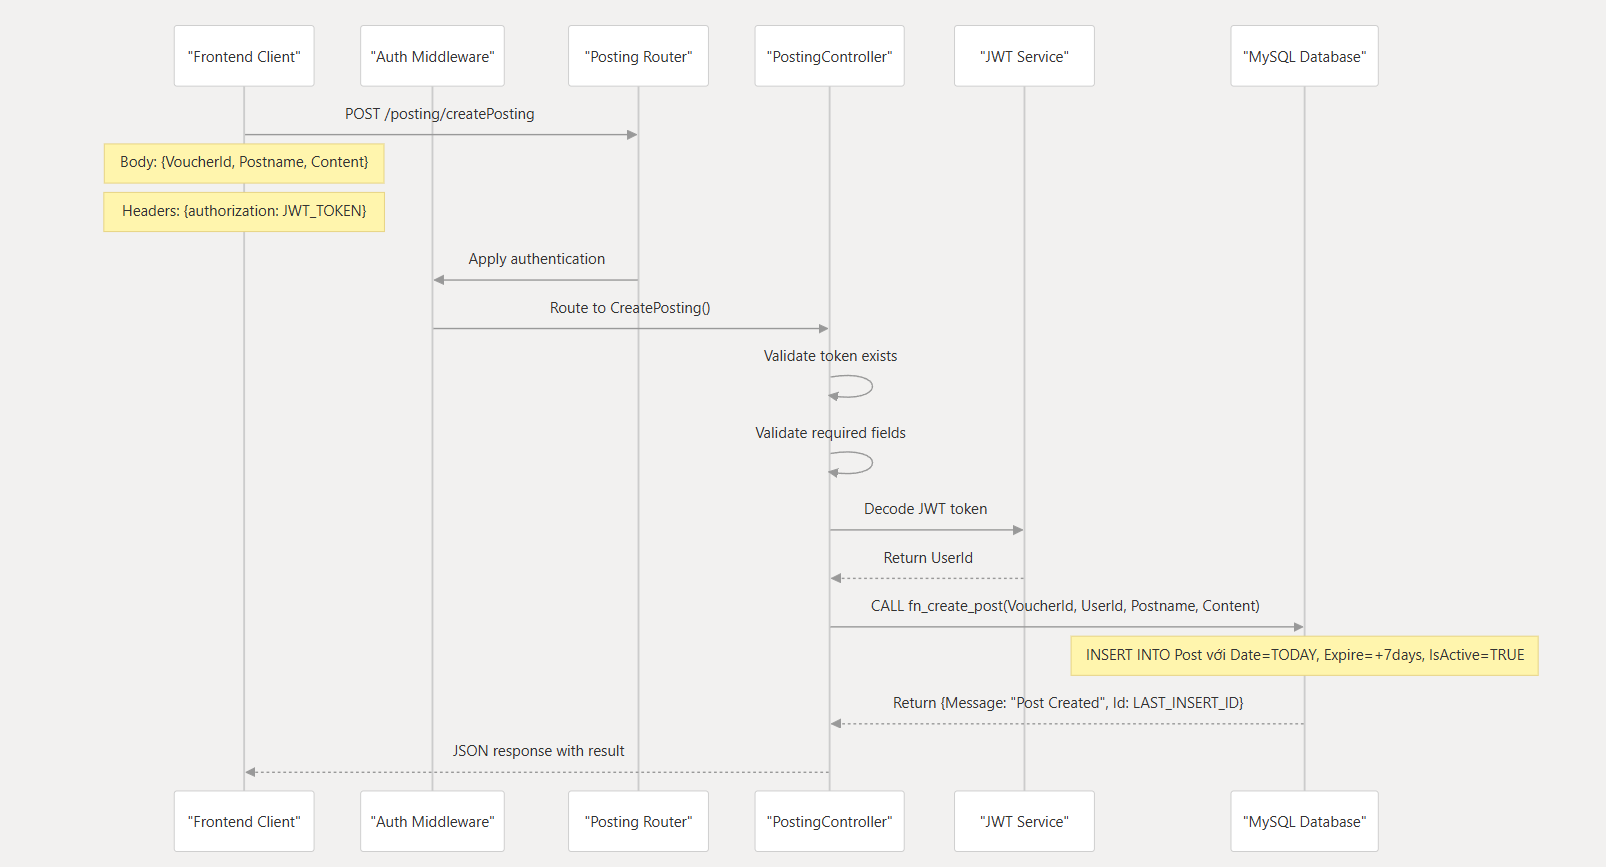 "Frontend Client"
"Auth Middleware"
"Posting Router"
"PostingController"
"JWT Service"
"MySQL Database"
POST /posting/createPosting
Body: {VoucherId, Postname, Content}
Headers: {authorization: JWT_TOKEN}
Apply authentication
Route to CreatePosting()
Validate token exists
Validate required fields
Decode JWT token
Return UserId
CALL fn_create_post(VoucherId, UserId, Postname, Content)
INSERT INTO Post với Date=TODAY, Expire=+7days, IsActive=TRUE
Return {Message: "Post Created", Id: LAST_INSERT_ID}
JSON response with result
"Frontend Client"
"Auth Middleware"
"Posting Router"
"PostingController"
"JWT Service"
"MySQL Database"